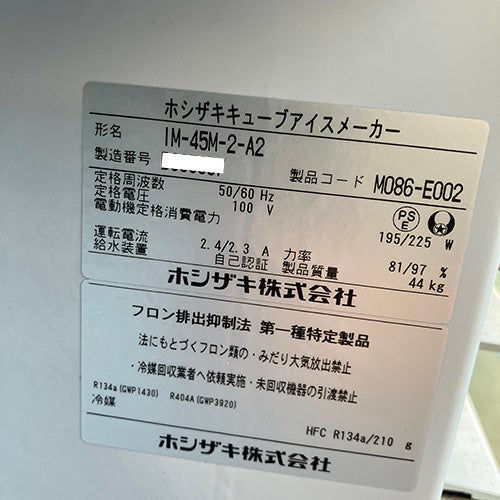 ホシザキキューブアイスメーカー
形名 IM-45M-2-A2
製造番号
製品コード M086-E002
定格周波数 50/60 Hz
定格電圧 100 V
電動機定格消費電力 195/225 W
PSE
運転電流 2.4/2.3 A 力率 81/97 %
給水装置 自己認証 製品質量 44 kg
ホシザキ株式会社
フロン排出抑制法 第一種特定製品
法にもとづくフロン類の・みだり大気放出禁止
・冷媒回収業者へ依頼実施・未回収機器の引渡禁止
R134a(GWP1430) R404A(GWP3920)
冷媒 HFC R134a/210 g
ホシザキ株式会社